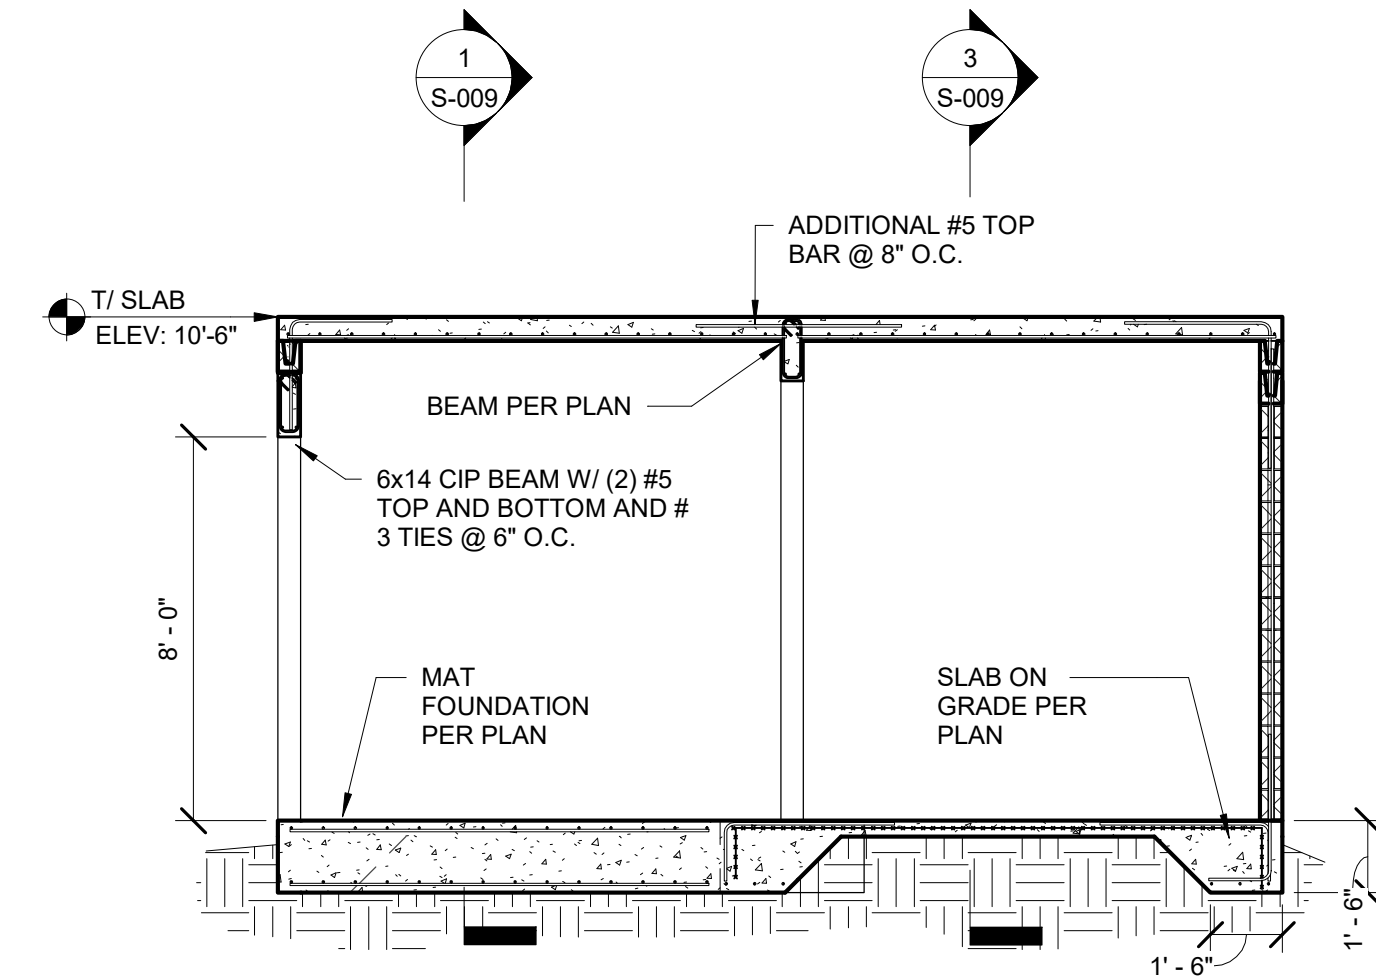 1
S-009
3
S-009
ADDITIONAL #5 TOP
BAR @ 8" O.C.
T/ SLAB
ELEV: 10'-6"
BEAM PER PLAN
6x14 CIP BEAM W/ (2) #5
TOP AND BOTTOM AND #
3 TIES @ 6" O.C.
8' - 0"
MAT
FOUNDATION
PER PLAN
SLAB ON
GRADE PER
PLAN
1' - 6"
1' - 6"